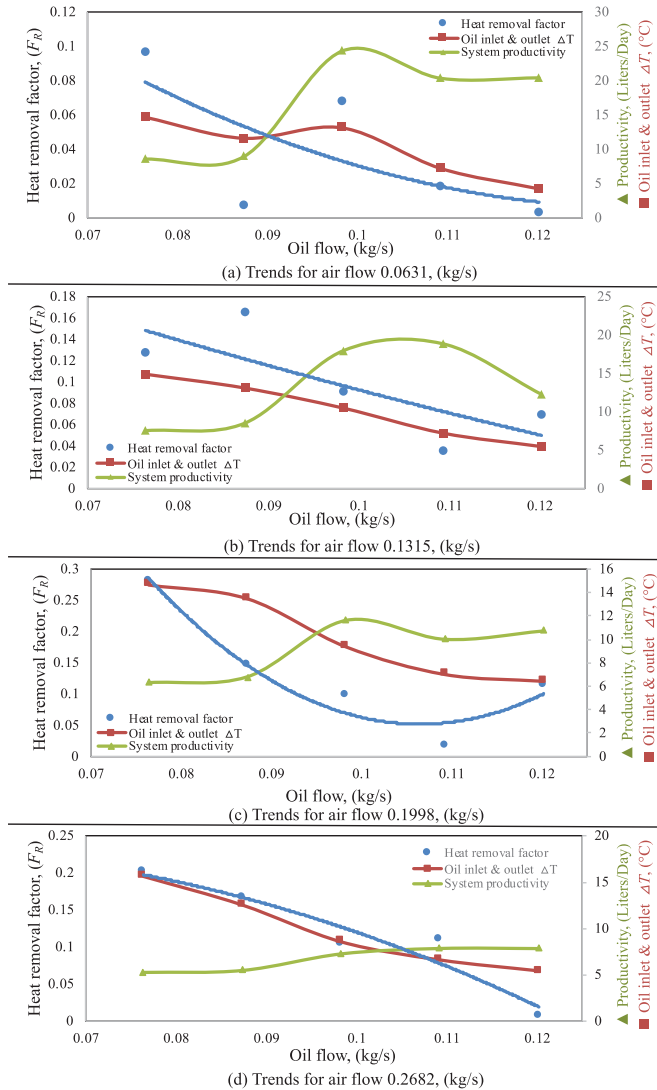 Heat removal factor, (FR)
0.12
0.1
0.08
0.06
0.04
0.02
0
Heat removal factor
Oil inlet & outlet △T
System productivity
30
25
20
15
10
5
0
▲ Productivity, (Liters/Day)
■ Oil inlet & outlet ΔT, (°C)
0.07 0.08 0.09 0.1 0.11 0.12
Oil flow, (kg/s)
(a) Trends for air flow 0.0631, (kg/s)
Heat removal factor, (FR)
0.18
0.16
0.14
0.12
0.1
0.08
0.06
0.04
0.02
0
Heat removal factor
Oil inlet & outlet △T
System productivity
25
20
15
10
5
0
▲ Productivity, (Liters/Day)
■ Oil inlet & outlet ΔT, (°C)
0.07 0.08 0.09 0.1 0.11 0.12
Oil flow, (kg/s)
(b) Trends for air flow 0.1315, (kg/s)
Heat removal factor, (FR)
0.3
0.25
0.2
0.15
0.1
0.05
0
Heat removal factor
Oil inlet & outlet △T
System productivity
16
14
12
10
8
6
4
2
0
▲ Productivity, (Liters/Day)
■ Oil inlet & outlet ΔT, (°C)
0.07 0.08 0.09 0.1 0.11 0.12
Oil flow, (kg/s)
(c) Trends for air flow 0.1998, (kg/s)
Heat removal factor, (FR)
0.25
0.2
0.15
0.1
0.05
0
Heat removal factor
Oil inlet & outlet △T
System productivity
20
15
10
5
0
▲ Productivity, (Liters/Day)
■ Oil inlet & outlet ΔT, (°C)
0.07 0.08 0.09 0.1 0.11 0.12
Oil flow, (kg/s)
(d) Trends for air flow 0.2682, (kg/s)